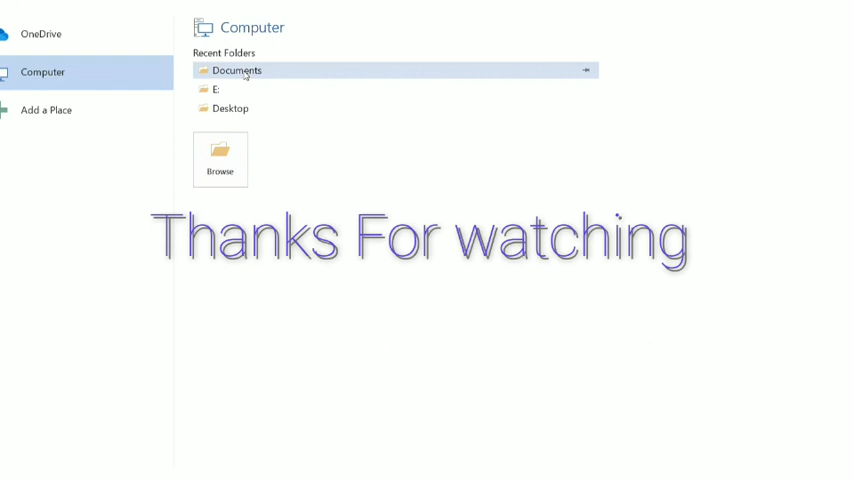 OneDrive
Computer
Add a Place
Computer
Recent Folders
Documents
E:
Desktop
Browse
Thanks For watching